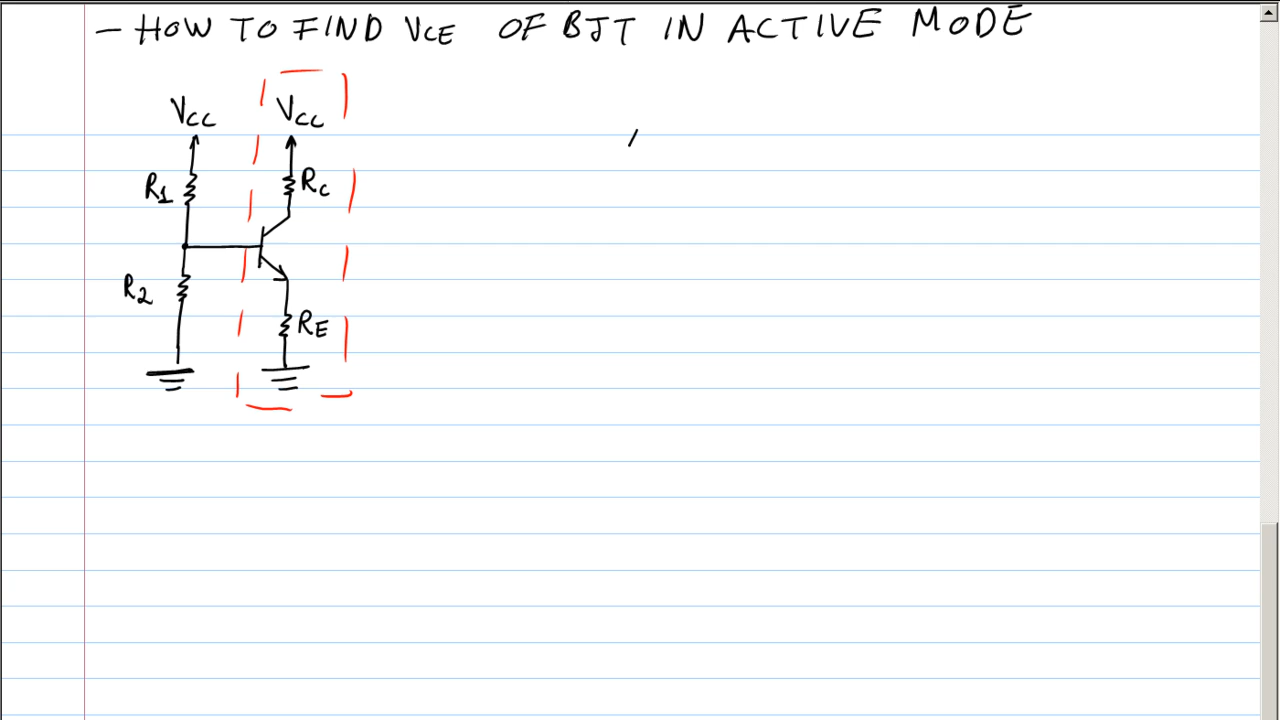 - HOW TO FIND VCE OF BJT IN ACTIVE MODE
VCC VCC
R1 RC
R2
RE